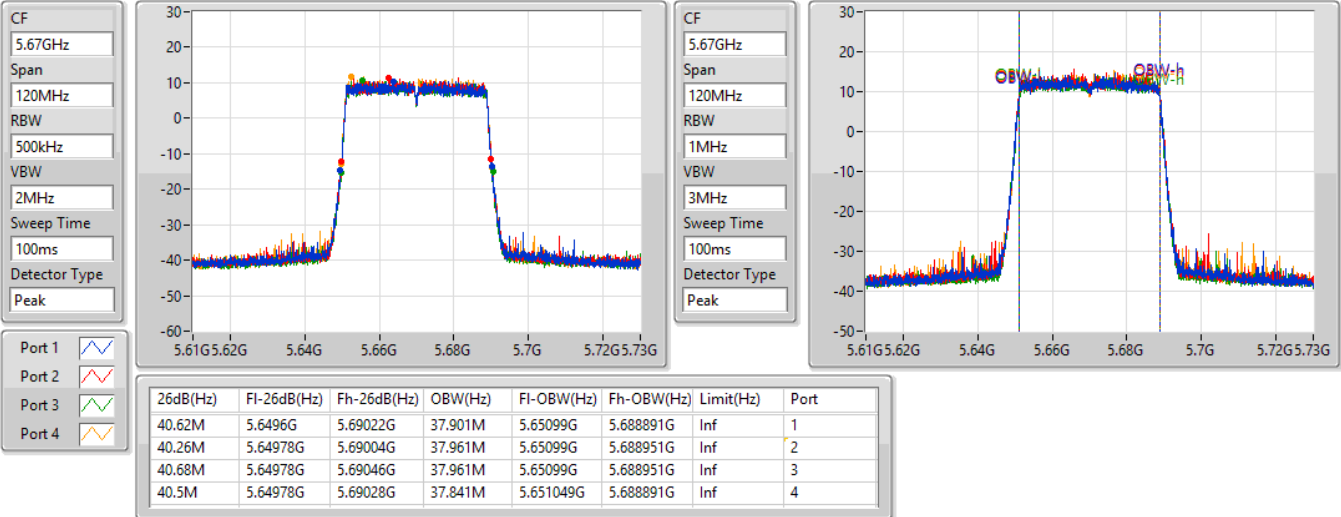 CF
5.67GHz
Span
120MHz
RBW
500kHz
VBW
2MHz
Sweep Time
100ms
Detector Type
Peak
30
20
10
0
-10
-20
-30
-40
-50
-60
5.61G 5.62G 5.64G 5.66G 5.68G 5.7G 5.72G 5.73G
CF
5.67GHz
Span
120MHz
RBW
1MHz
VBW
3MHz
Sweep Time
100ms
Detector Type
Peak
30
20
10
0
-10
-20
-30
-40
-50
OBW-h
5.61G 5.62G 5.64G 5.66G 5.68G 5.7G 5.72G 5.73G
Port 1
Port 2
Port 3
Port 4
26dB(Hz) Fl-26dB(Hz) Fh-26dB(Hz) OBW(Hz) Fl-OBW(Hz) Fh-OBW(Hz) Limit(Hz) Port
40.62M 5.6496G 5.69022G 37.901M 5.65099G 5.688891G Inf 1
40.26M 5.64978G 5.69004G 37.961M 5.65099G 5.688951G Inf 2
40.68M 5.64978G 5.69046G 37.961M 5.65099G 5.688951G Inf 3
40.5M 5.64978G 5.69028G 37.841M 5.651049G 5.688891G Inf 4